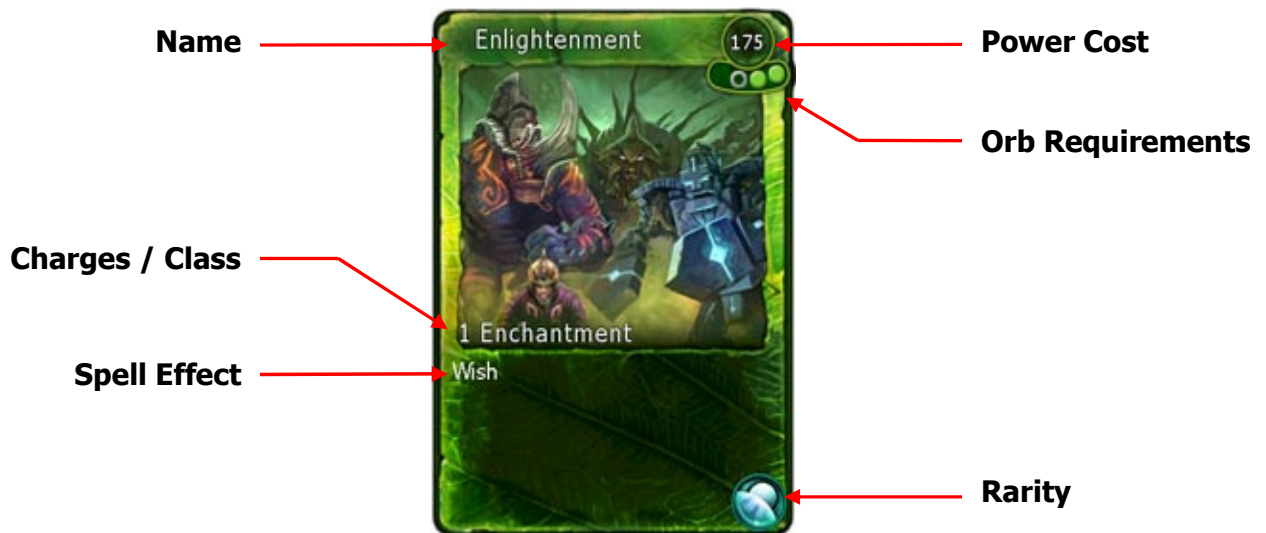 Name
Enlightenment
175
Power Cost
Orb Requirements
Charges / Class
1 Enchantment
Spell Effect
Wish
Rarity